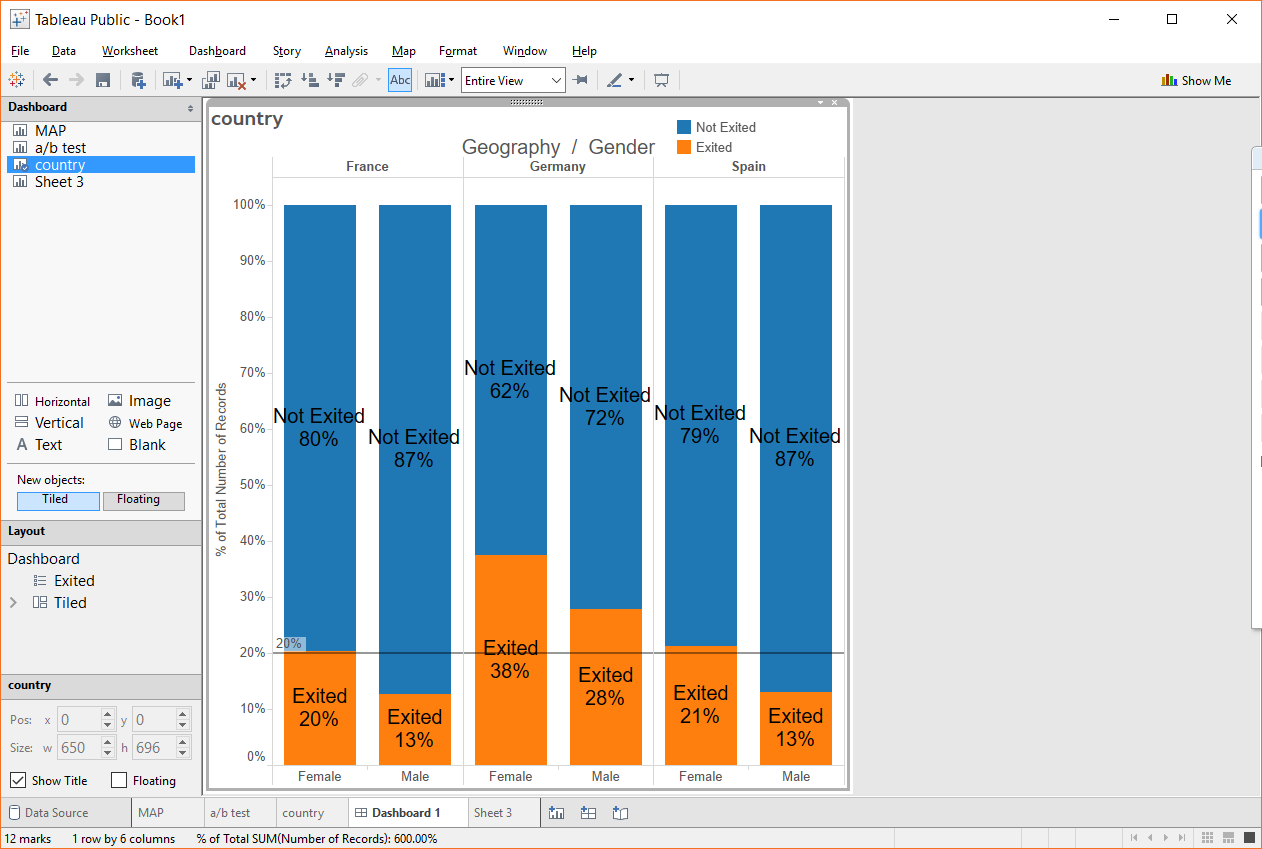 Tableau Public - Book1
File Data Worksheet Dashboard Story Analysis Map Format Window Help
Abc Entire View Show Me
Dashboard
MAP
a/b test
country
Sheet 3
Horizontal Image
Vertical Web Page
A Text Blank
New objects:
Tiled Floating
Layout
Dashboard
Exited
Tiled
country
Pos: x 0 y 0
Size: w 650 h 696
Show Title Floating
country
Not Exited
Exited
Geography / Gender
France Germany Spain
% of Total Number of Records
100%
90%
80%
70%
60%
50%
40%
30%
20%
10%
0%
20%
Not Exited
80%
Not Exited
87%
Not Exited
62%
Not Exited
72%
Not Exited
79%
Not Exited
87%
Exited
20%
Exited
13%
Exited
38%
Exited
28%
Exited
21%
Exited
13%
Female Male Female Male Female Male
Data Source MAP a/b test country Dashboard 1 Sheet 3
12 marks 1 row by 6 columns % of Total SUM(Number of Records): 600.00%